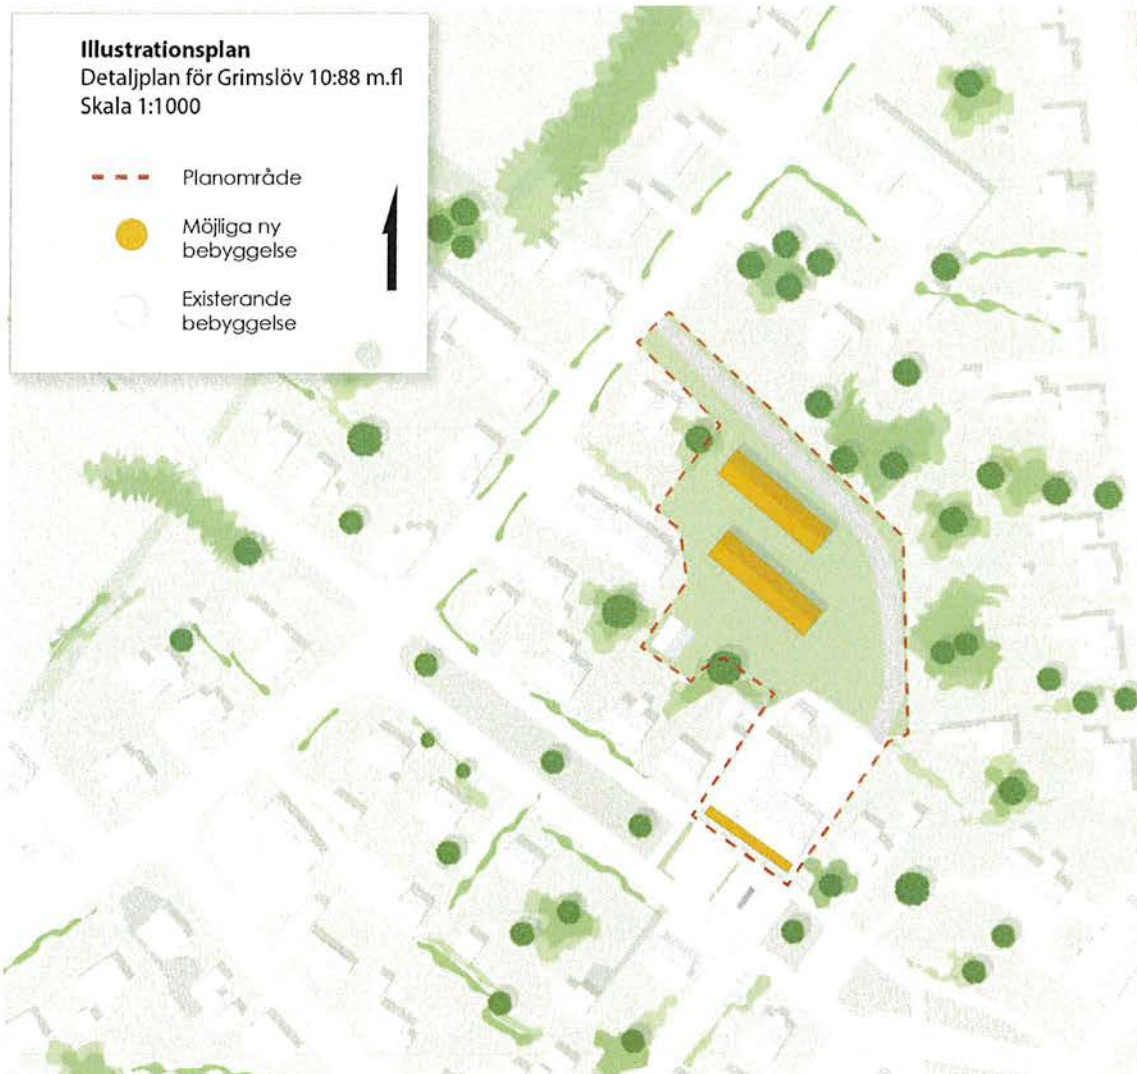 Illustrationsplan
Detaljplan för Grimslöv 10:88 m.fl
Skala 1:1000
Planområde
Möjliga ny
bebyggelse
Existerande
bebyggelse